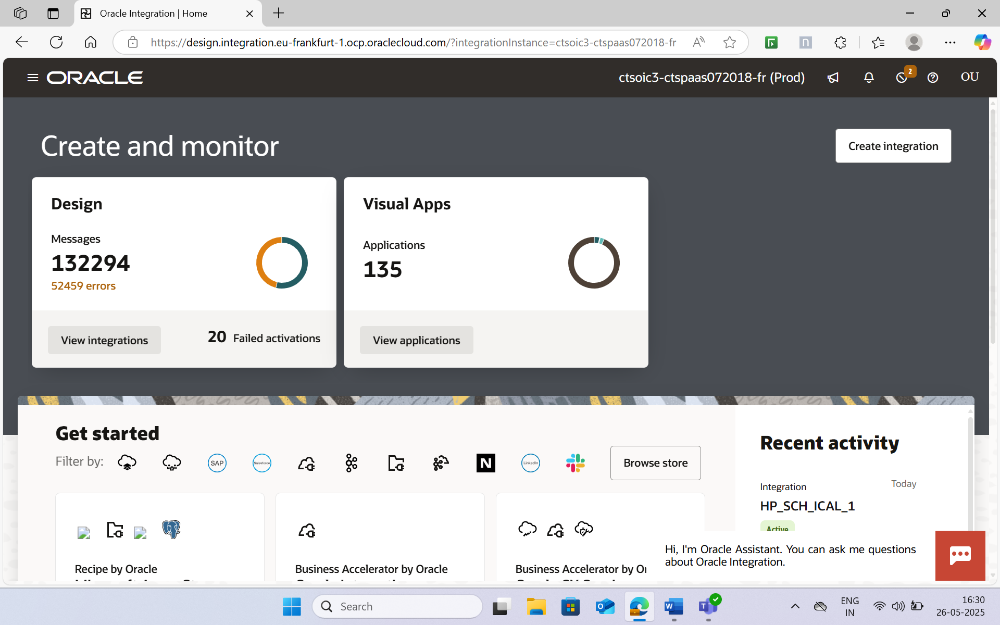 Oracle Integration | Home
https://design.integration.eu-frankfurt-1.ocp.oraclecloud.com/?integrationInstance=ctsoic3-ctspaas072018-fr
ORACLE
ctsoic3-ctspaas072018-fr (Prod)
2
OU
Create and monitor
Create integration
Design
Messages
132294
52459 errors
View integrations
20 Failed activations
Visual Apps
Applications
135
View applications
Get started
Filter by:
SAP
Salesforce
N
LinkedIn
Browse store
Recipe by Oracle
Business Accelerator by Oracle
Business Accelerator by Or
Recent activity
Integration
Today
HP_SCH_ICAL_1
Active
Hi, I'm Oracle Assistant. You can ask me questions
about Oracle Integration.
Search
ENG
IN
16:30
26-05-2025